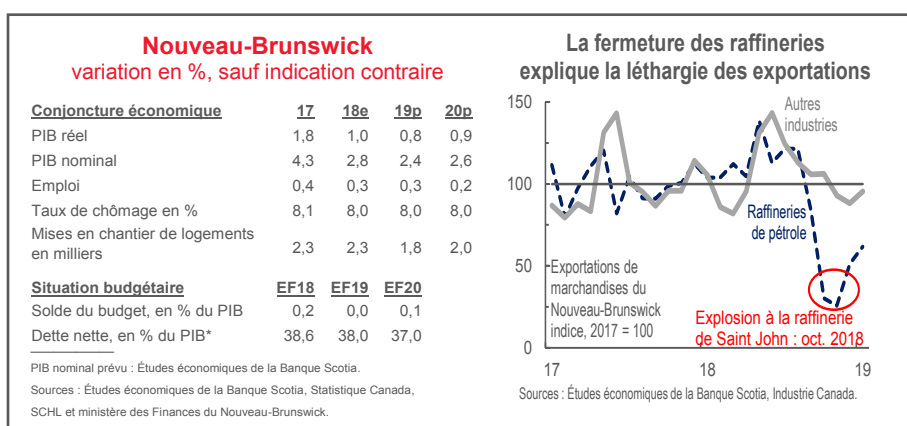 Nouveau-Brunswick
variation en %, sauf indication contraire
Conjoncture économique 17 18e 19p 20p
PIB réel 1,8 1,0 0,8 0,9
PIB nominal 4,3 2,8 2,4 2,6
Emploi 0,4 0,3 0,3 0,2
Taux de chômage en % 8,1 8,0 8,0 8,0
Mises en chantier de logements
en milliers 2,3 2,3 1,8 2,0
Situation budgétaire EF18 EF19 EF20
Solde du budget, en % du PIB 0,2 0,0 0,1
Dette nette, en % du PIB* 38,6 38,0 37,0
PIB nominal prévu : Études économiques de la Banque Scotia.
Sources : Études économiques de la Banque Scotia, Statistique Canada,
SCHL et ministère des Finances du Nouveau-Brunswick.
La fermeture des raffineries
explique la léthargie des exportations
150
100
50
0
Autres
industries
Raffineries
de pétrole
Exportations de
marchandises du
Nouveau-Brunswick
indice, 2017 = 100
Explosion à la raffinerie
de Saint John : oct. 2018
17 18 19
Sources : Études économiques de la Banque Scotia, Industrie Canada.